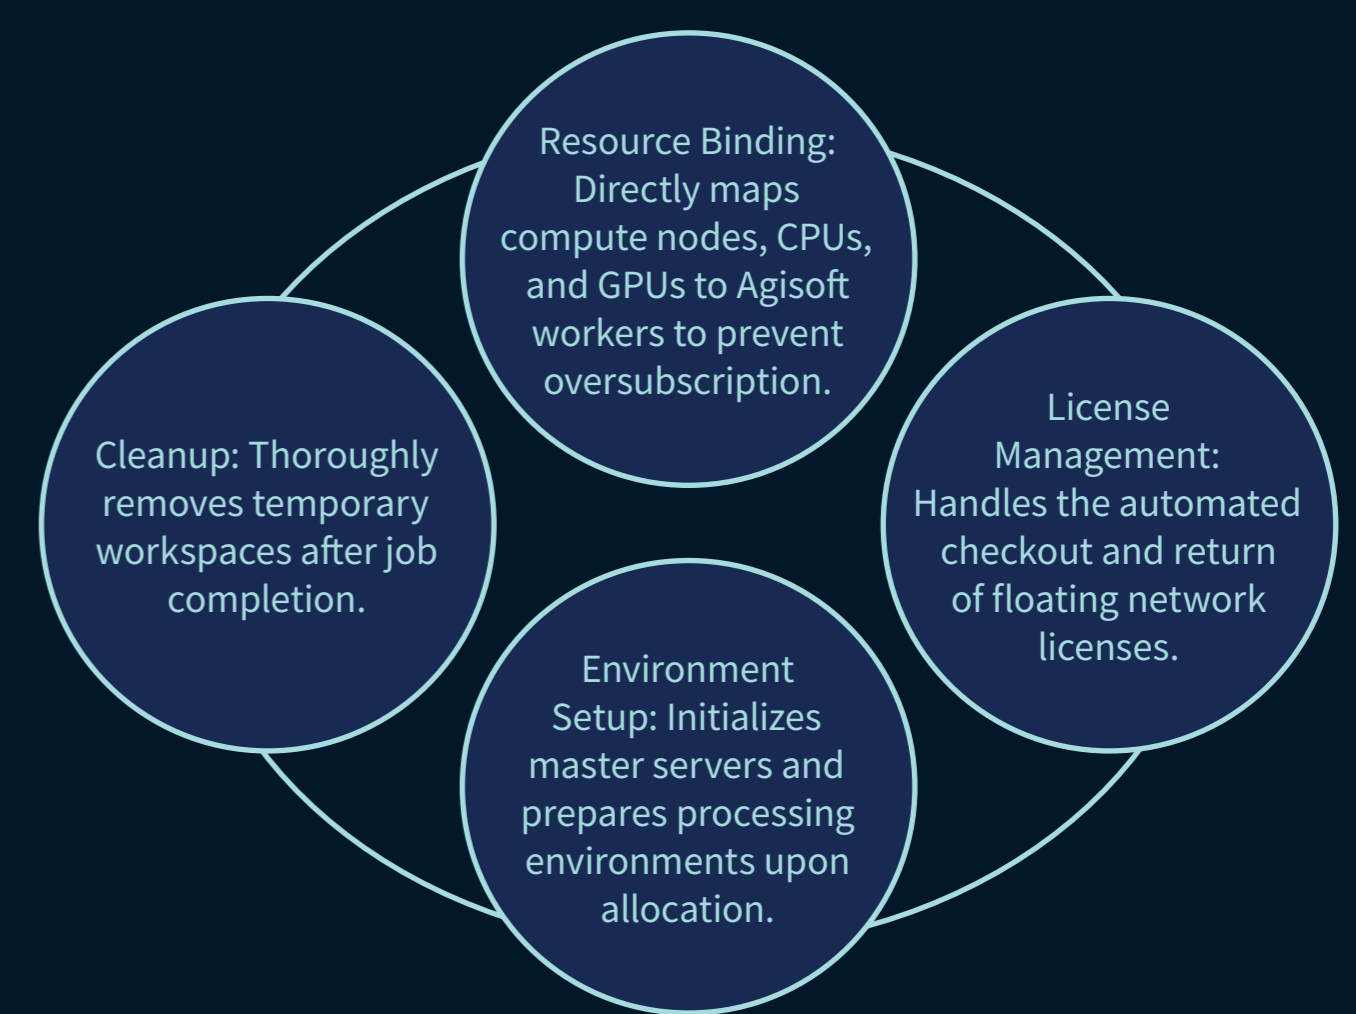 Resource Binding:
Directly maps
compute nodes, CPUs,
and GPUs to Agisoft
workers to prevent
oversubscription.
License
Management:
Handles the automated
checkout and return
of floating network
licenses.
Environment
Setup: Initializes
master servers and
prepares processing
environments upon
allocation.
Cleanup: Thoroughly
removes temporary
workspaces after job
completion.